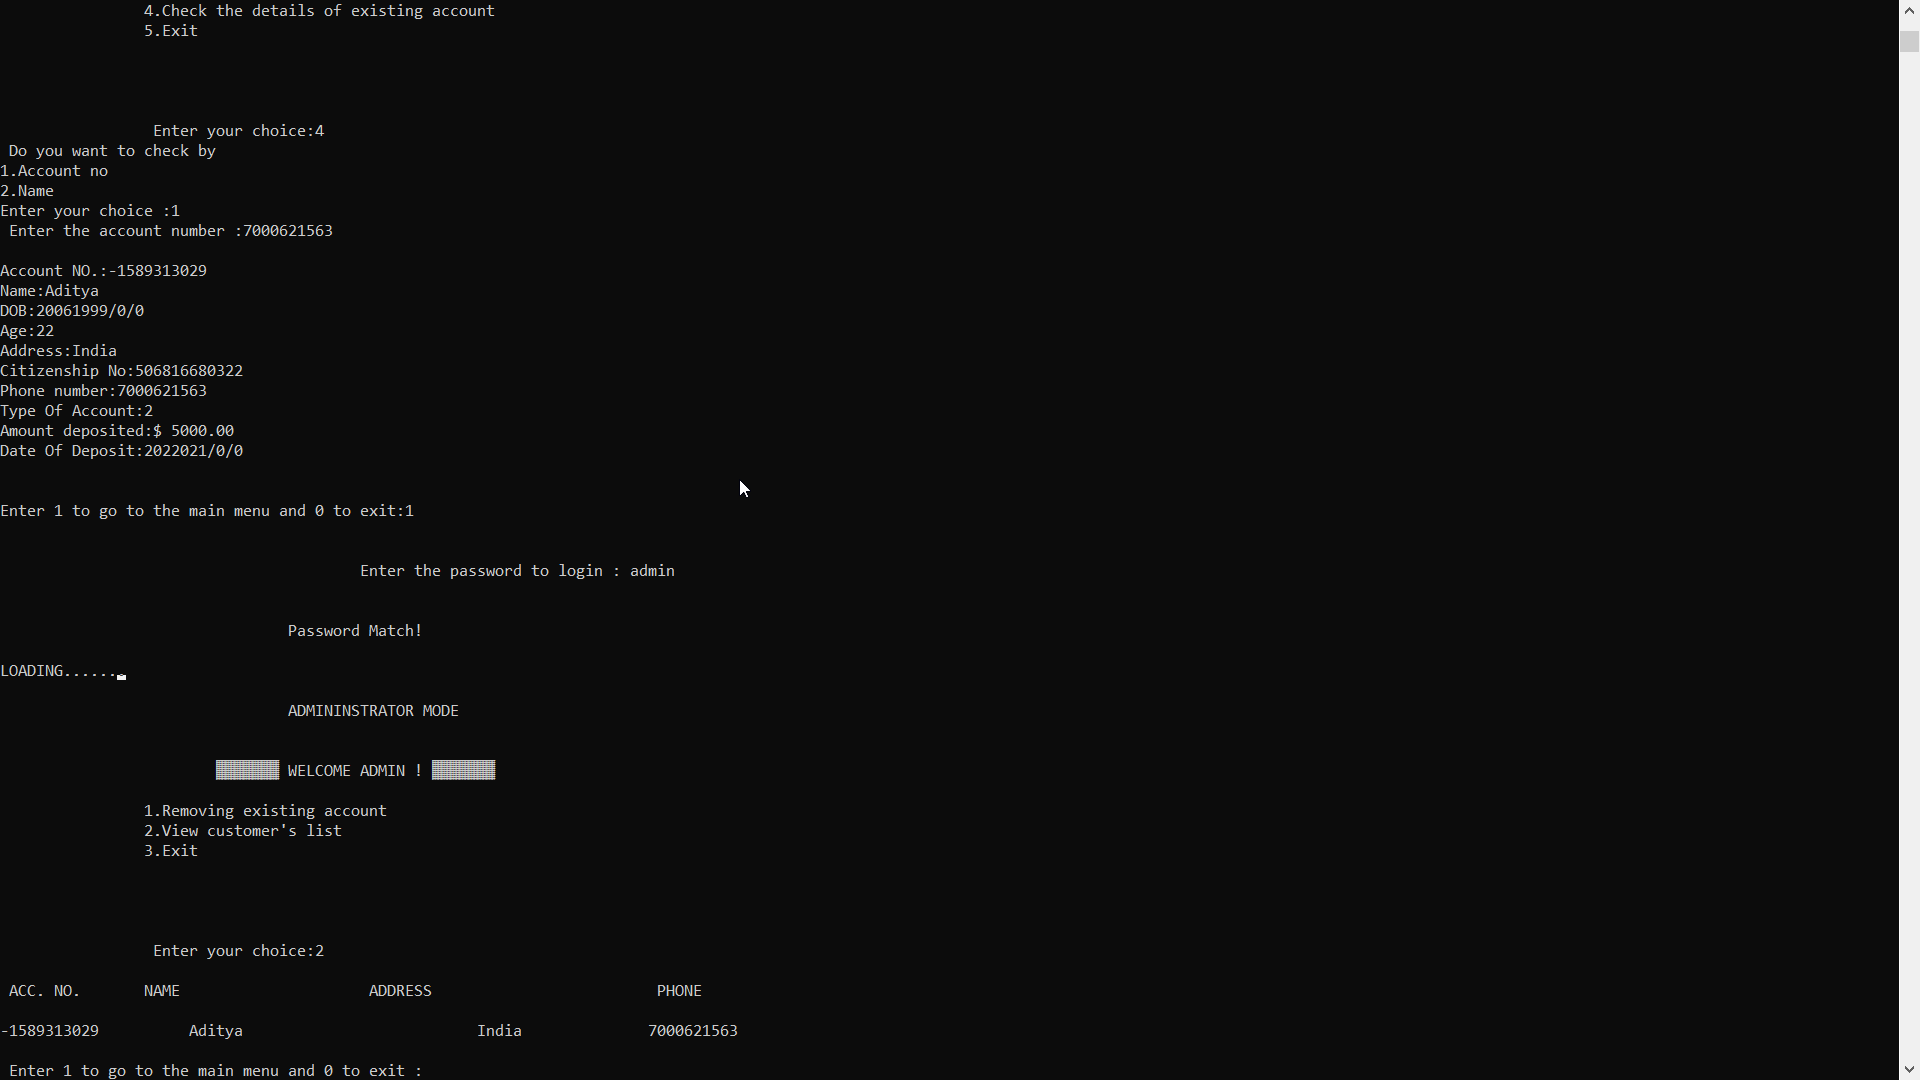 4.Check the details of existing account
5.Exit
Enter your choice:4
Do you want to check by
1.Account no
2.Name
Enter your choice :1
Enter the account number :7000621563
Account NO.:-1589313029
Name:Aditya
DOB:20061999/0/0
Age:22
Address:India
Citizenship No:506816680322
Phone number:7000621563
Type Of Account:2
Amount deposited:$ 5000.00
Date Of Deposit:2022021/0/0
Enter 1 to go to the main menu and 0 to exit:1
Enter the password to login : admin
Password Match!
LOADING......
ADMININSTRATOR MODE
▓▓▓▓▓▓▓ WELCOME ADMIN ! ▓▓▓▓▓▓▓
1.Removing existing account
2.View customer's list
3.Exit
Enter your choice:2
ACC. NO. NAME ADDRESS PHONE
-1589313029 Aditya India 7000621563
Enter 1 to go to the main menu and 0 to exit :